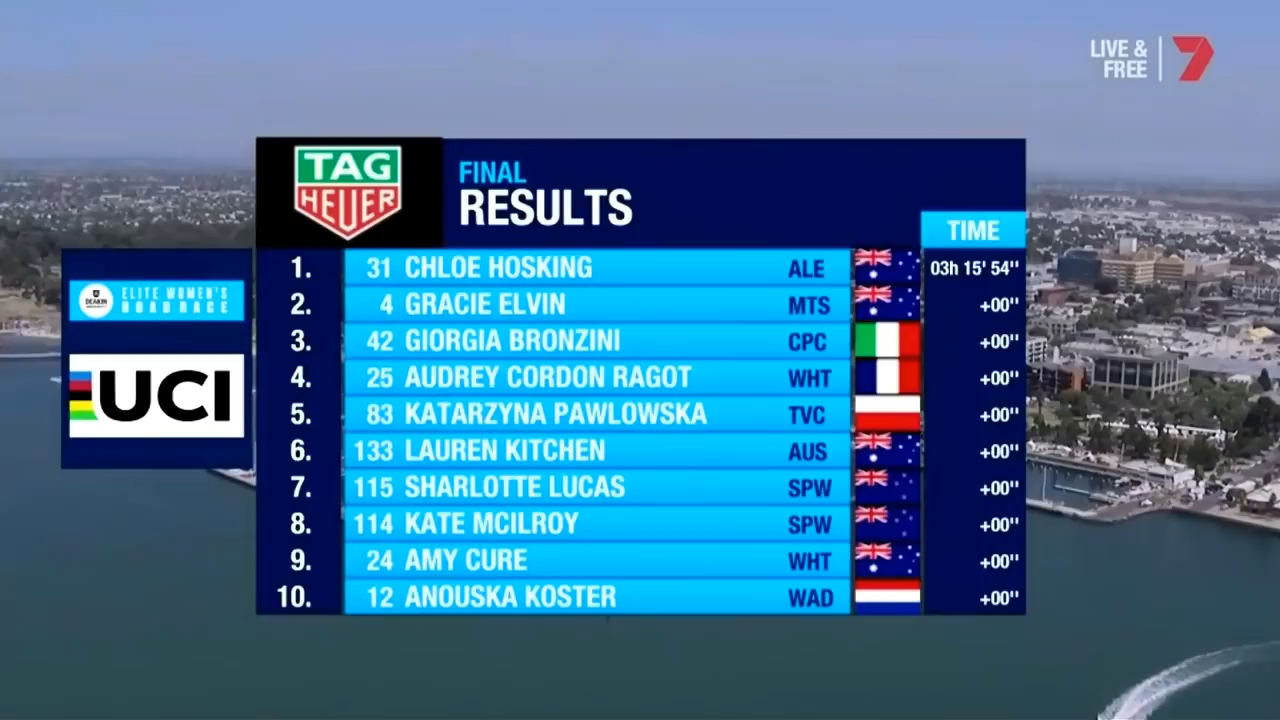 LIVE &
FREE
7
TAG
HEUER
FINAL
RESULTS
TIME
1. 31 CHLOE HOSKING ALE 03h 15' 54"
2. 4 GRACIE ELVIN MTS +00"
3. 42 GIORGIA BRONZINI CPC +00"
4. 25 AUDREY CORDON RAGOT WHT +00"
5. 83 KATARZYNA PAWLOWSKA TVC +00"
6. 133 LAUREN KITCHEN AUS +00"
7. 115 SHARLOTTE LUCAS SPW +00"
8. 114 KATE MCILROY SPW +00"
9. 24 AMY CURE WHT +00"
10. 12 ANOUSKA KOSTER WAD +00"
DEAKIN
ELITE WOMEN'S
ROAD RACE
UCI